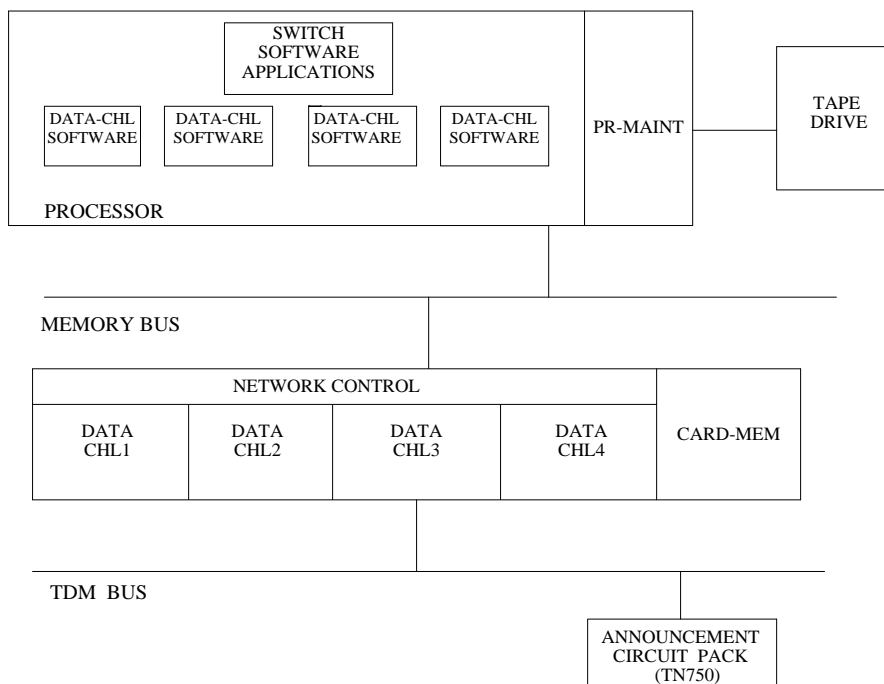 SWITCH
SOFTWARE
APPLICATIONS
DATA-CHL
SOFTWARE
DATA-CHL
SOFTWARE
DATA-CHL
SOFTWARE
DATA-CHL
SOFTWARE
PR-MAINT
TAPE
DRIVE
PROCESSOR
MEMORY BUS
NETWORK CONTROL
DATA
CHL1
DATA
CHL2
DATA
CHL3
DATA
CHL4
CARD-MEM
TDM BUS
ANNOUNCEMENT
CIRCUIT PACK
(TN750)